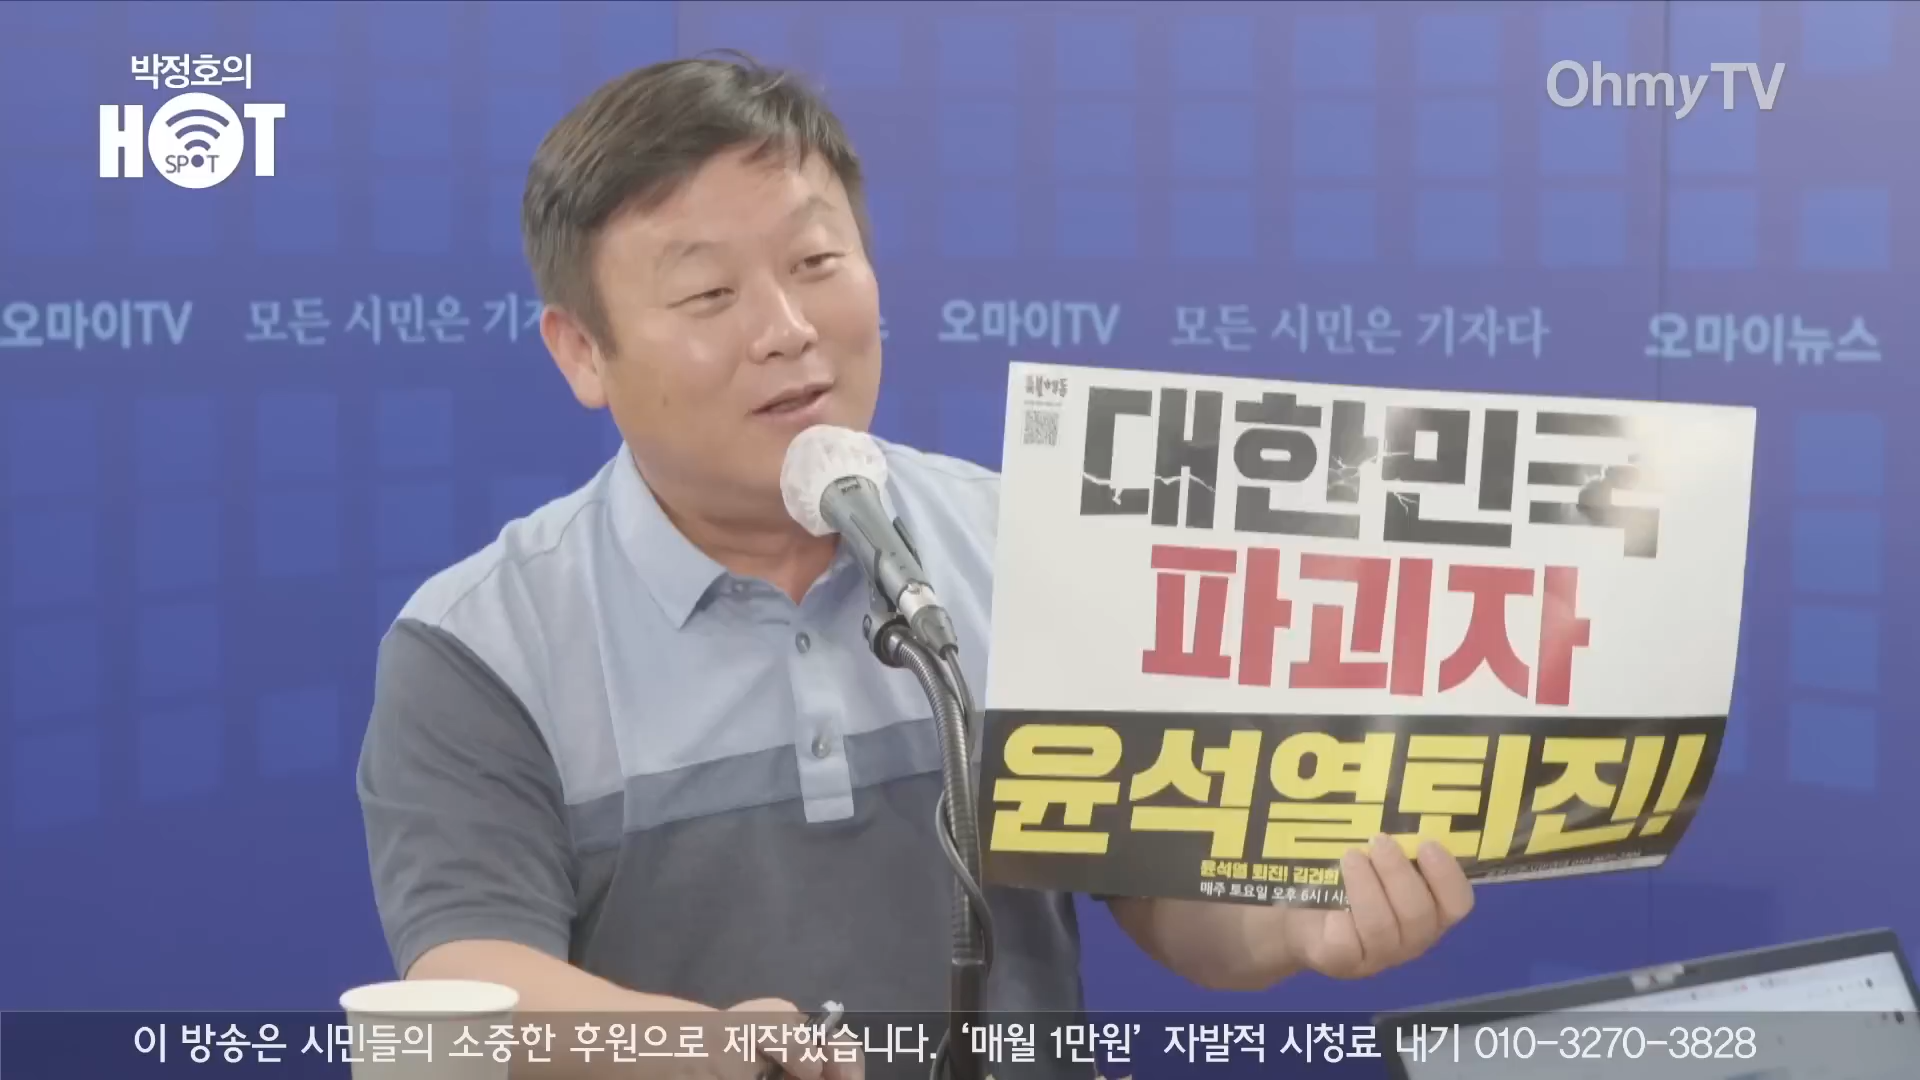 박정호의
HOT
SPOT
OhmyTV
오마이TV
모든 시민은
오마이TV
모든 시민은 기자다
오마이뉴스
촛불행동
대한민국
파괴자
윤석열퇴진!
윤석열 퇴진! 김건희
매주 토요일 오후 6시 |
이 방송은 시민들의 소중한 후원으로 제작했습니다. ‘매월 1만원’ 자발적 시청료 내기 010-3270-3828